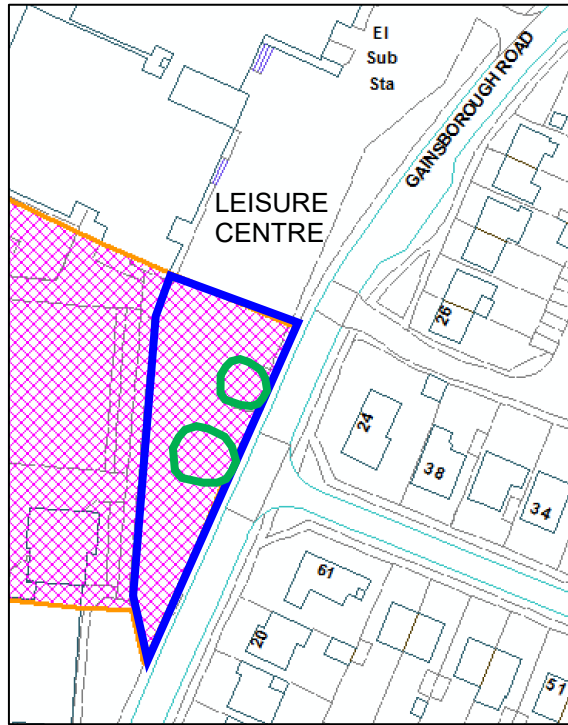 El
Sub
Sta
GAINSBOROUGH ROAD
LEISURE
CENTRE
26
24
38
34
61
20
51